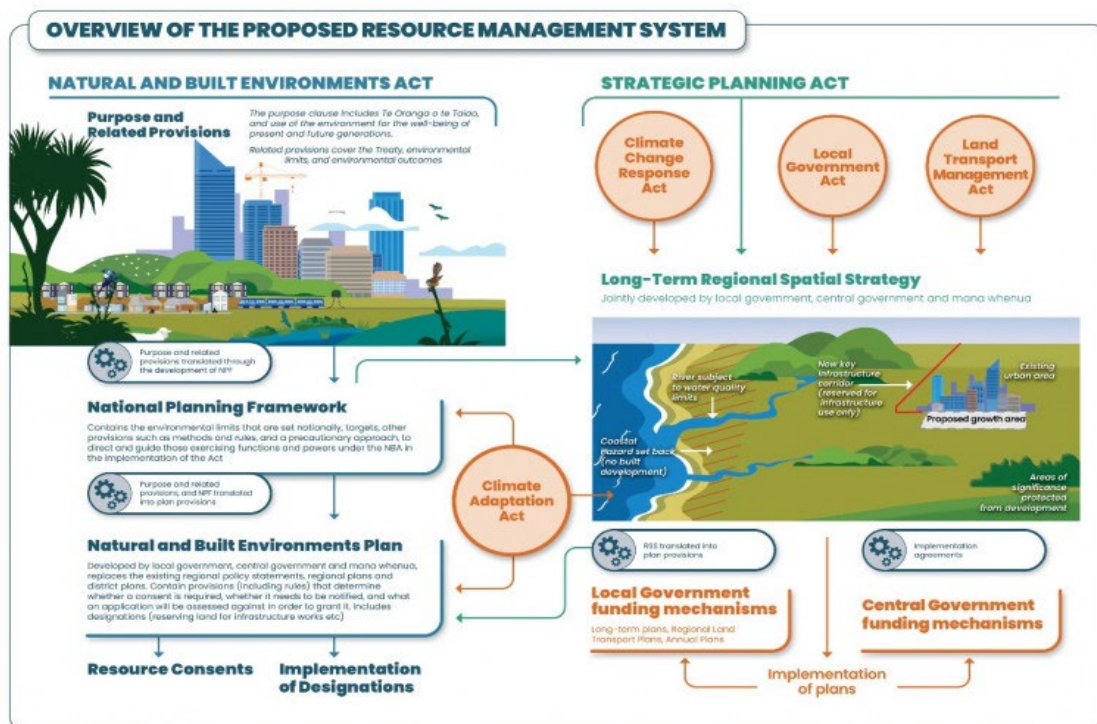 OVERVIEW OF THE PROPOSED RESOURCE MANAGEMENT SYSTEM
NATURAL AND BUILT ENVIRONMENTS ACT
Purpose and
Related Provisions
The purpose clause includes Te Oranga o te Taiao,
and use of the environment for the well-being of
present and future generations.
Related provisions cover the Treaty, environmental
limits, and environmental outcomes
Purpose and related
provisions translated through
the development of NPF
National Planning Framework
Contains the environmental limits that are set nationally, targets, other
provisions such as methods and rules, and a precautionary approach, to
direct and guide those exercising functions and powers under the NBA in
the implementation of the Act
Purpose and related
provisions and NPF translated
into plan provisions
Natural and Built Environments Plan
Developed by local government, central government and mana whenua,
replaces the existing regional policy statements, regional plans and
district plans. Contain provisions (including rules) that determine
whether a consent is required, whether it needs to be notified, and what
an application will be assessed against in order to grant it. Includes
designations (reserving land for infrastructure works etc)
Resource Consents
Implementation
of Designations
Climate
Adaptation
Act
STRATEGIC PLANNING ACT
Climate
Change
Response
Act
Local
Government
Act
Land
Transport
Management
Act
Long-Term Regional Spatial Strategy
Jointly developed by local government, central government and mana whenua
River subject
to water quality
limits
New key
infrastructure
corridor
(reserved for
infrastructure
use only)
Existing
urban area
Proposed growth area
Coastal
Hazard set back
(no built
development)
Areas of
significance
protected
from development
RSS translated into
plan provisions
Implementation
agreements
Local Government
funding mechanisms
Long-term plans, Regional Land
Transport Plans, Annual Plans
Central Government
funding mechanisms
Implementation
of plans